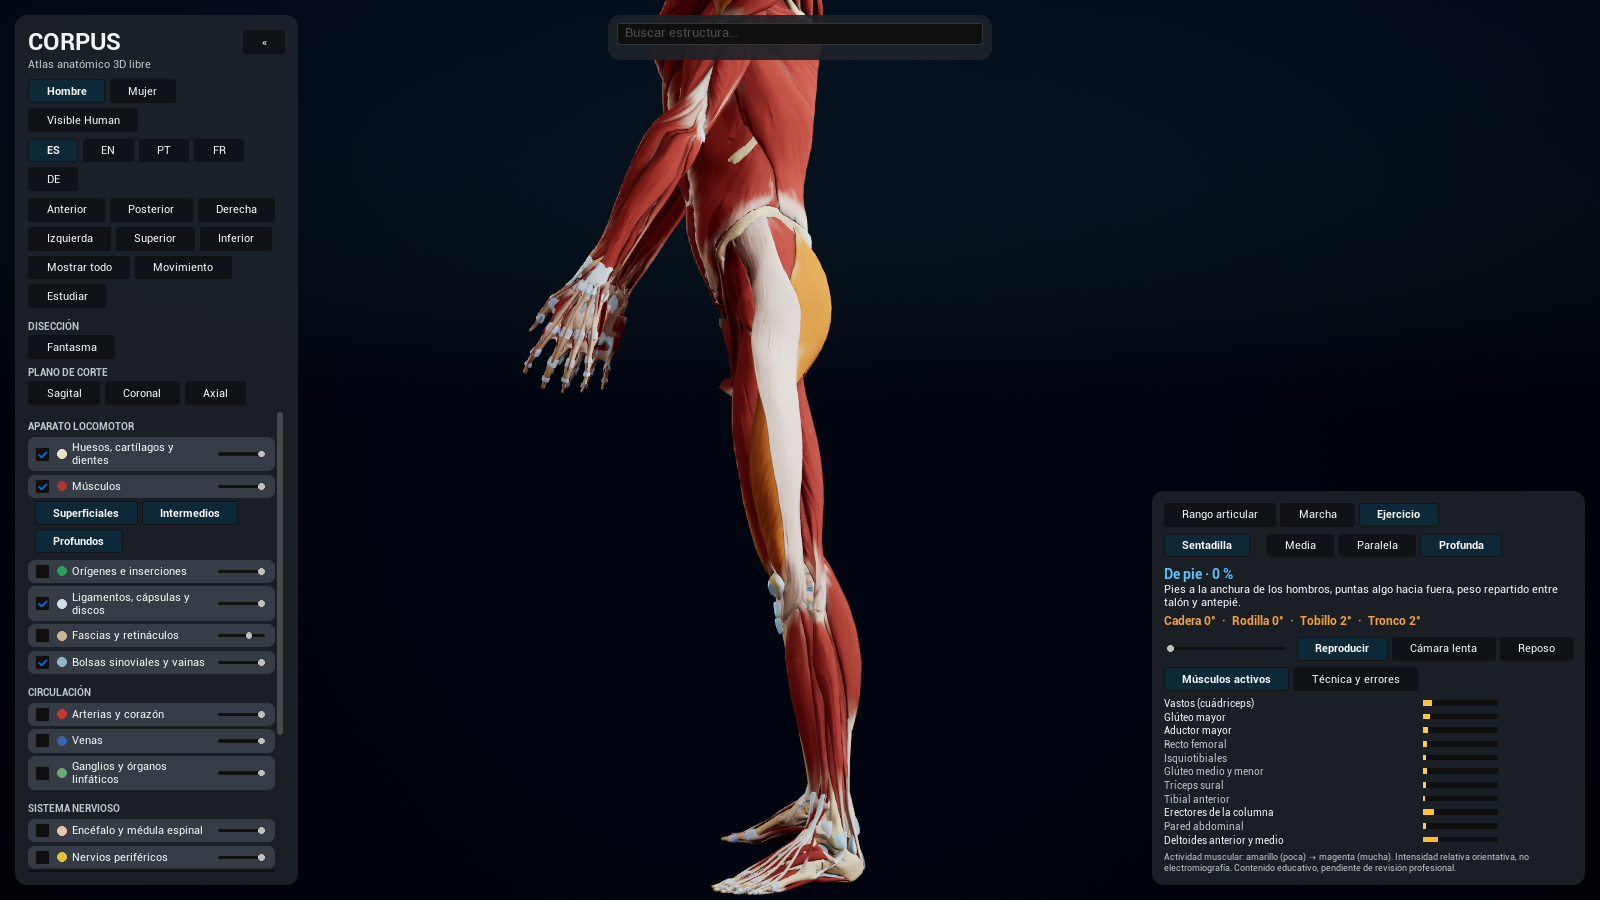 CORPUS
«
Atlas anatómico 3D libre
Hombre
Mujer
Visible Human
ES
EN
PT
FR
DE
Anterior
Posterior
Derecha
Izquierda
Superior
Inferior
Mostrar todo
Movimiento
Estudiar
DISECCIÓN
Fantasma
PLANO DE CORTE
Sagital
Coronal
Axial
APARATO LOCOMOTOR
Huesos, cartílagos y
dientes
Músculos
Superficiales
Intermedios
Profundos
Orígenes e inserciones
Ligamentos, cápsulas y
discos
Fascias y retináculos
Bolsas sinoviales y vainas
CIRCULACIÓN
Arterias y corazón
Venas
Ganglios y órganos
linfáticos
SISTEMA NERVIOSO
Encéfalo y médula espinal
Nervios periféricos
Buscar estructura...
Rango articular
Marcha
Ejercicio
Sentadilla
Media
Paralela
Profunda
De pie · 0 %
Pies a la anchura de los hombros, puntas algo hacia fuera, peso repartido entre
talón y antepié.
Cadera 0° · Rodilla 0° · Tobillo 2° · Tronco 2°
Reproducir
Cámara lenta
Reposo
Músculos activos
Técnica y errores
Vastos (cuádriceps)
Glúteo mayor
Aductor mayor
Recto femoral
Isquiotibiales
Glúteo medio y menor
Tríceps sural
Tibial anterior
Erectores de la columna
Pared abdominal
Deltoides anterior y medio
Actividad muscular: amarillo (poca) → magenta (mucha). Intensidad relativa orientativa, no
electromiografía. Contenido educativo, pendiente de revisión profesional.